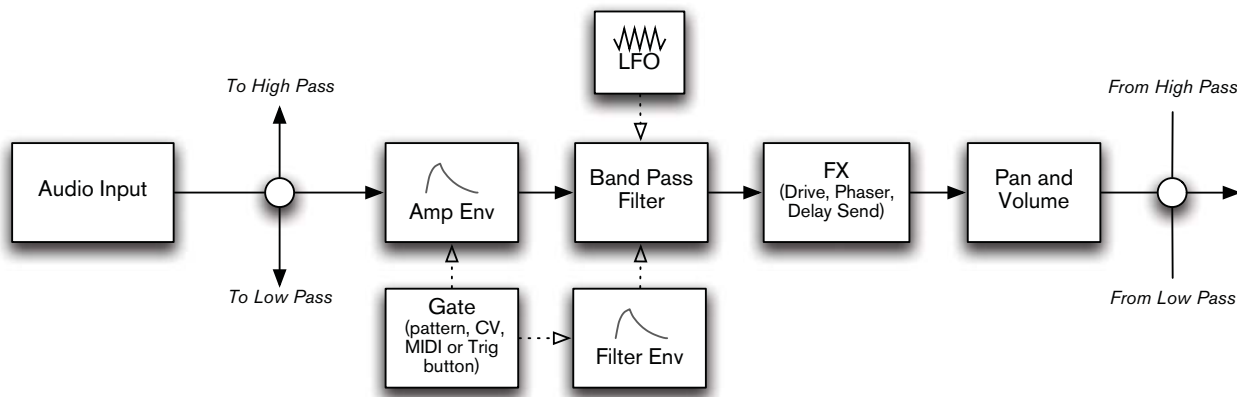 LFO
To High Pass
From High Pass
Audio Input
Amp Env
Band Pass
Filter
FX
(Drive, Phaser,
Delay Send)
Pan and
Volume
To Low Pass
From Low Pass
Gate
(pattern, CV,
MIDI or Trig
button)
Filter Env